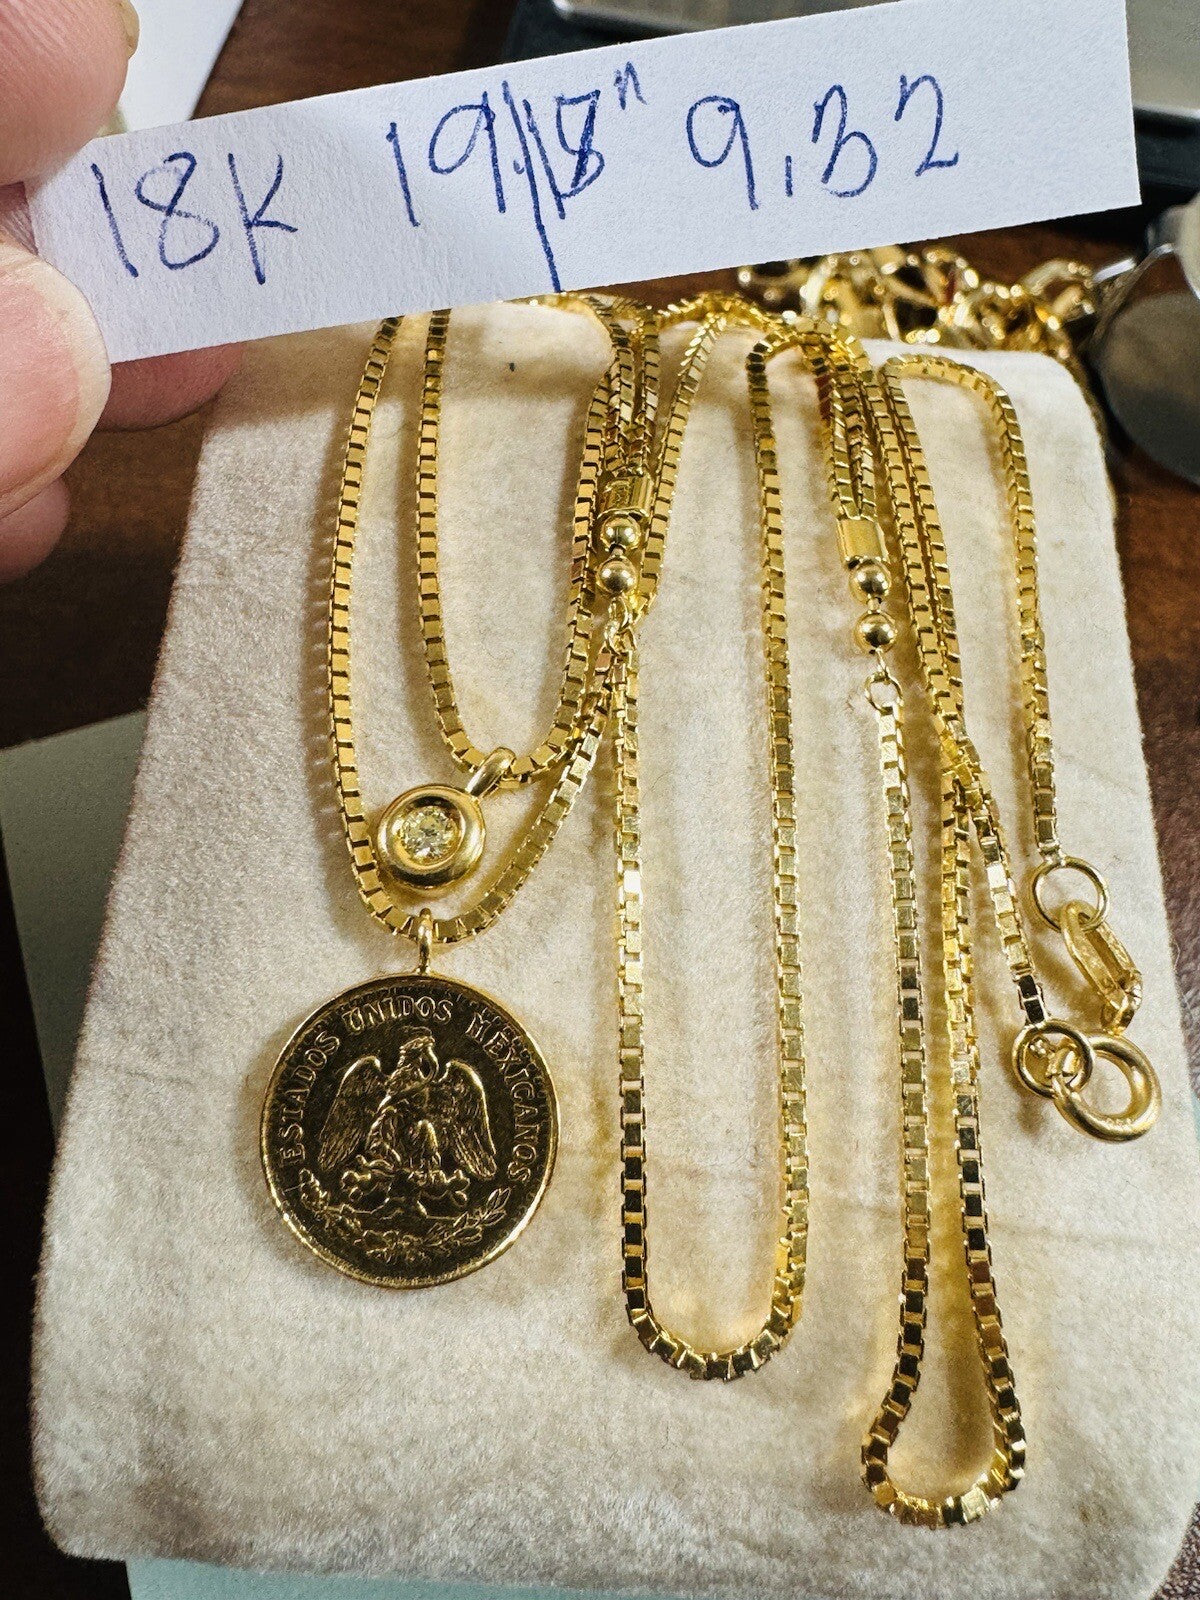 18K 19/18" 9.32
ESTADOS UNIDOS MEXICANOS